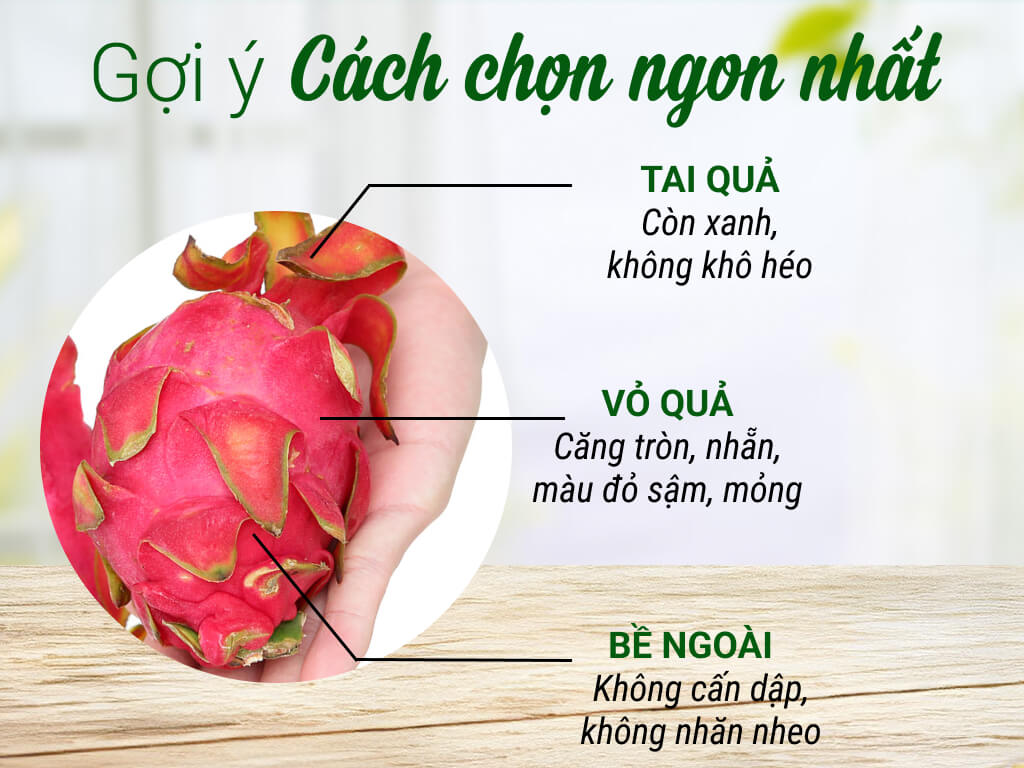 Gợi ý Cách chọn ngon nhất
TAI QUẢ
Còn xanh,
không khô héo
VỎ QUẢ
Căng tròn, nhẵn,
màu đỏ sậm, mỏng
BỀ NGOÀI
Không cấn dập,
không nhăn nheo